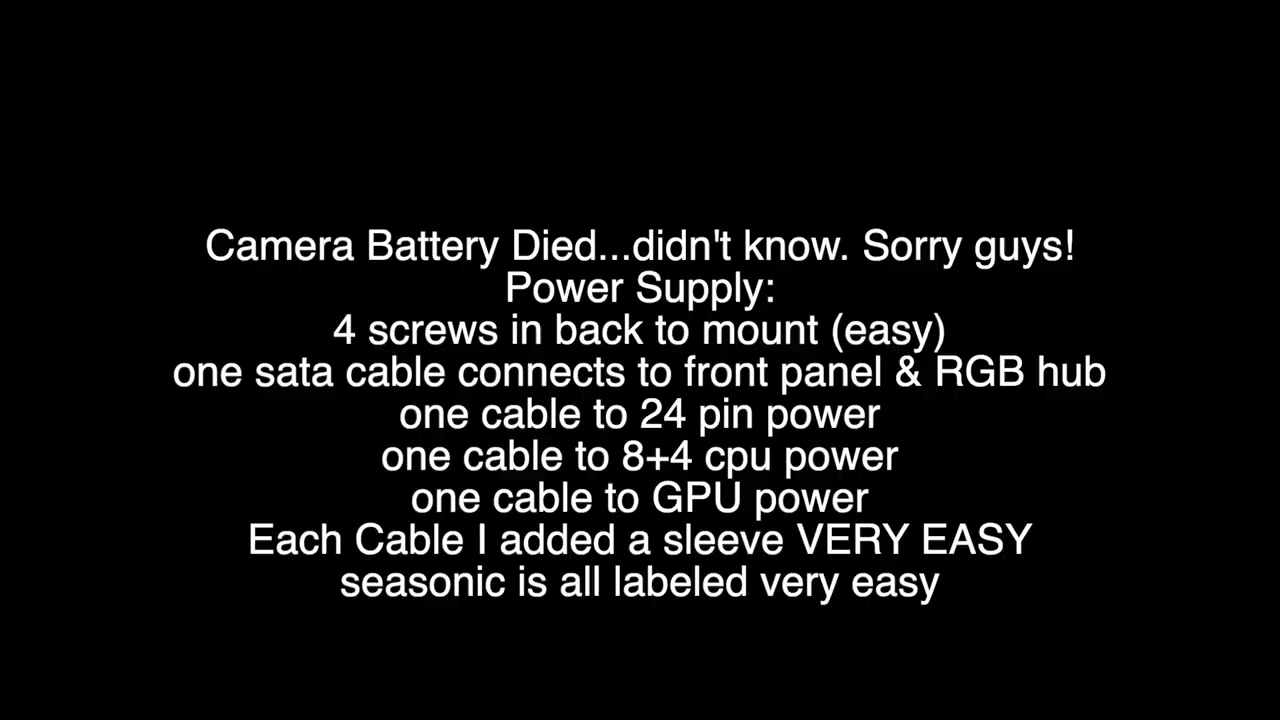 Camera Battery Died...didn't know. Sorry guys!
Power Supply:
4 screws in back to mount (easy)
one sata cable connects to front panel & RGB hub
one cable to 24 pin power
one cable to 8+4 cpu power
one cable to GPU power
Each Cable I added a sleeve VERY EASY
seasonic is all labeled very easy